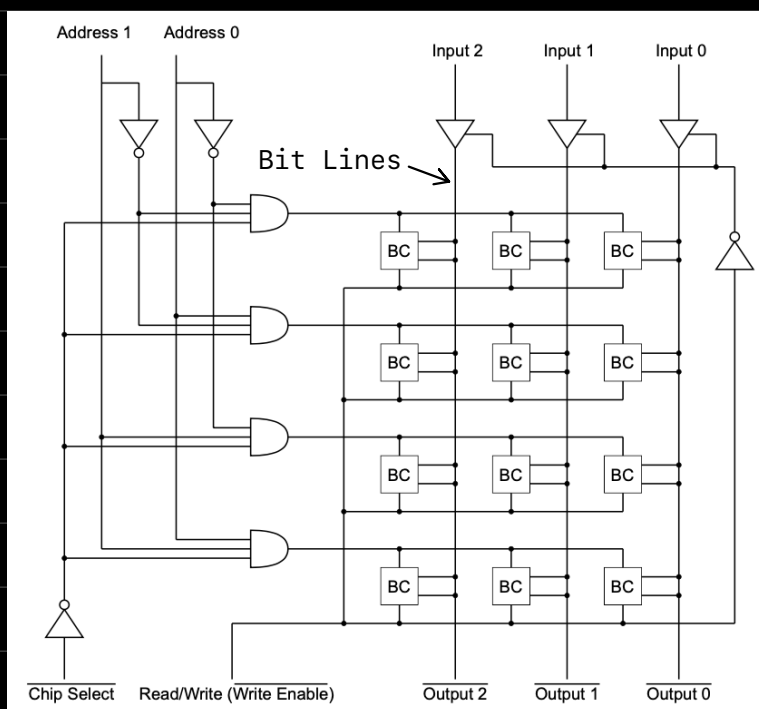 Address 1 Address 0
Input 2 Input 1 Input 0
Bit Lines
BC BC BC
BC BC BC
BC BC BC
BC BC BC
Chip Select Read/Write (Write Enable) Output 2 Output 1 Output 0